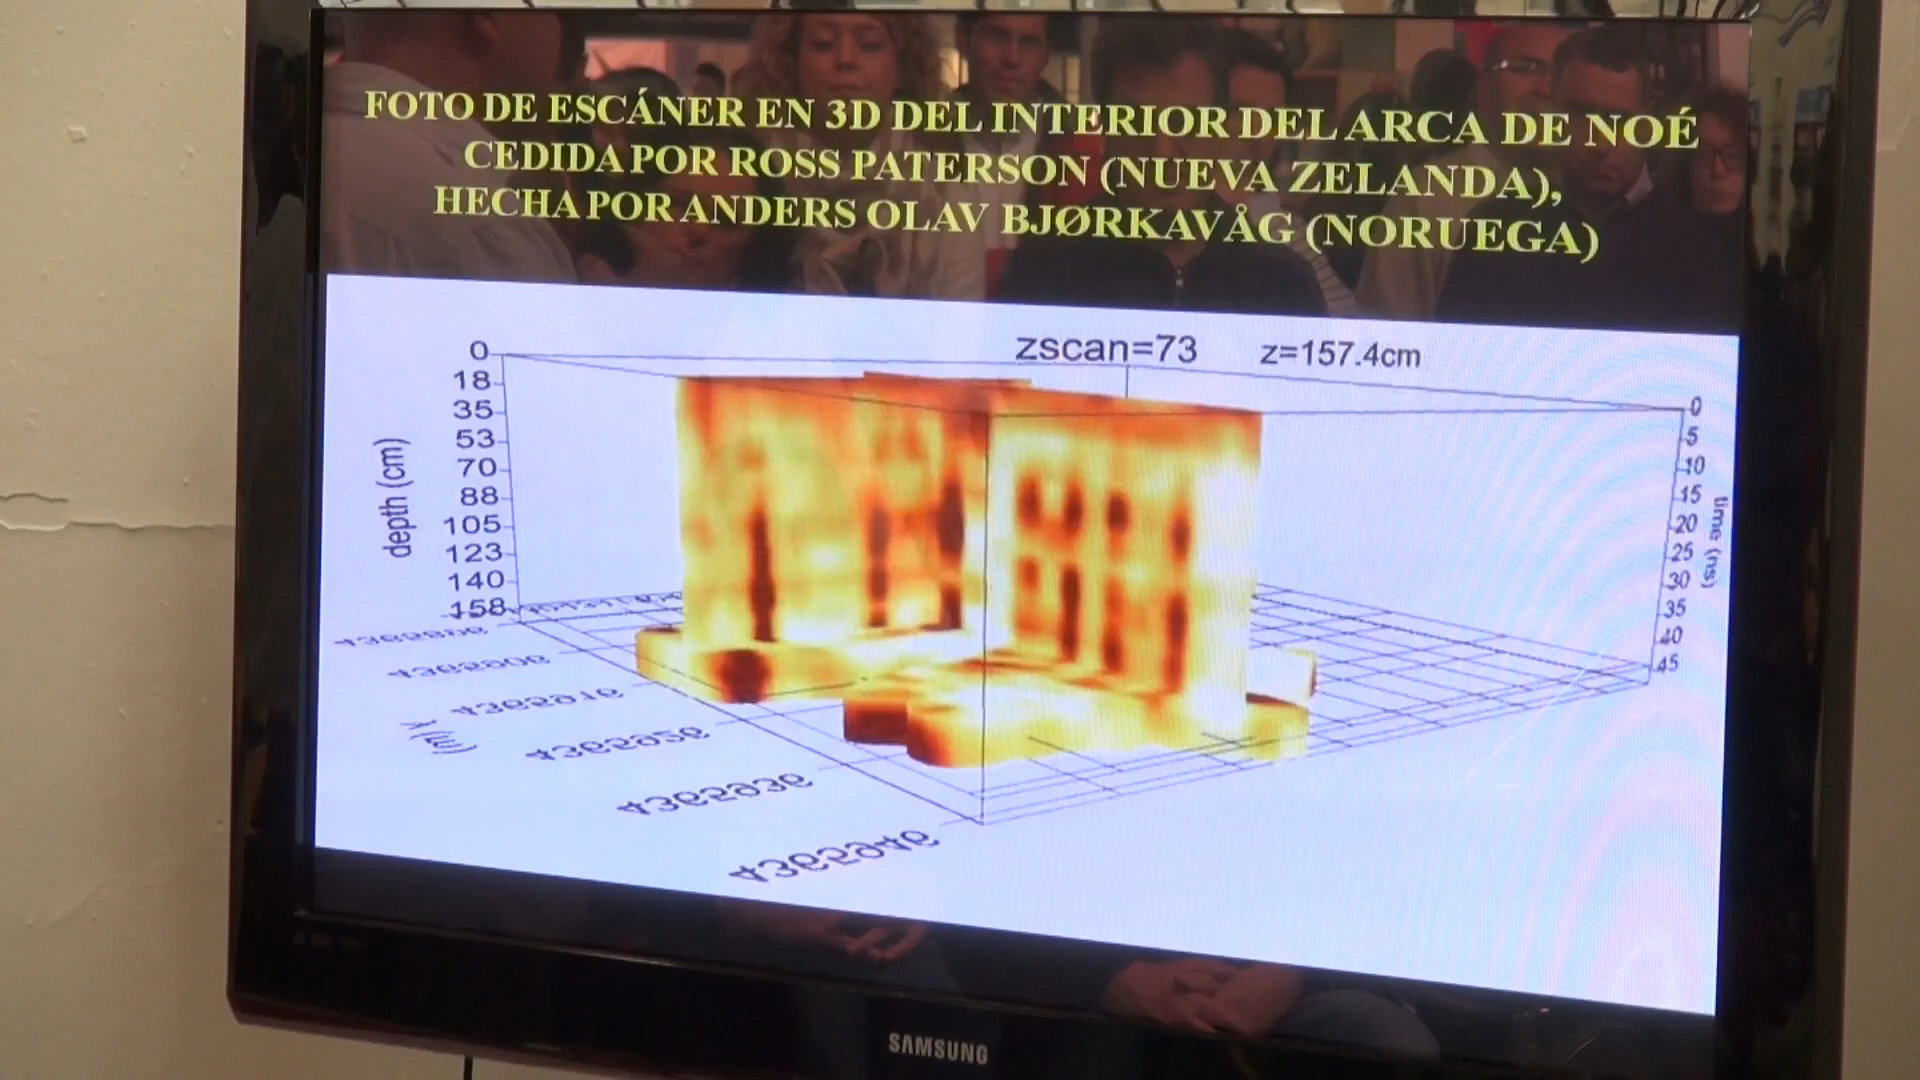 FOTO DE ESCÁNER EN 3D DEL INTERIOR DEL ARCA DE NOÉ
CEDIDA POR ROSS PATERSON (NUEVA ZELANDA),
HECHA POR ANDERS OLAV BJØRKAVÅG (NORUEGA)
zscan=73 z=157.4cm
depth (cm)
0
18
35
53
70
88
105
123
140
158
0
5
10
15
20
25
30
35
40
45
time (ns)
SAMSUNG